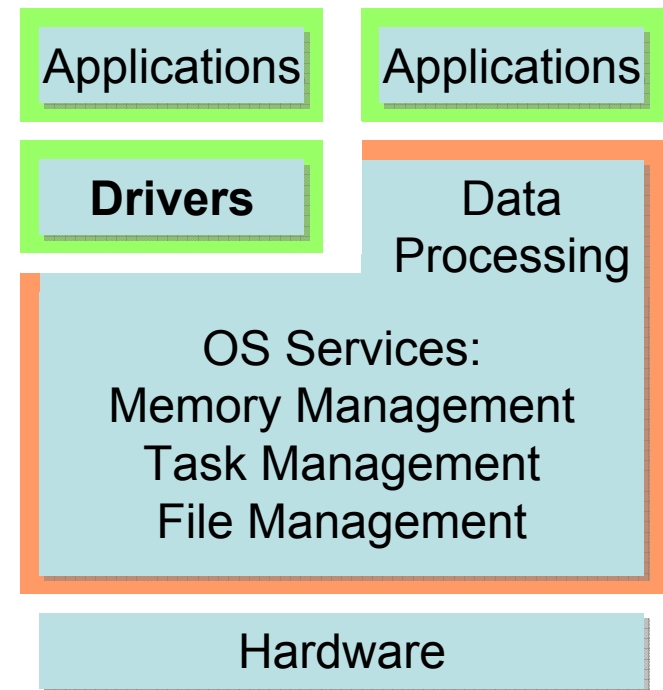 Applications
Applications
Drivers
Data
Processing
OS Services:
Memory Management
Task Management
File Management
Hardware